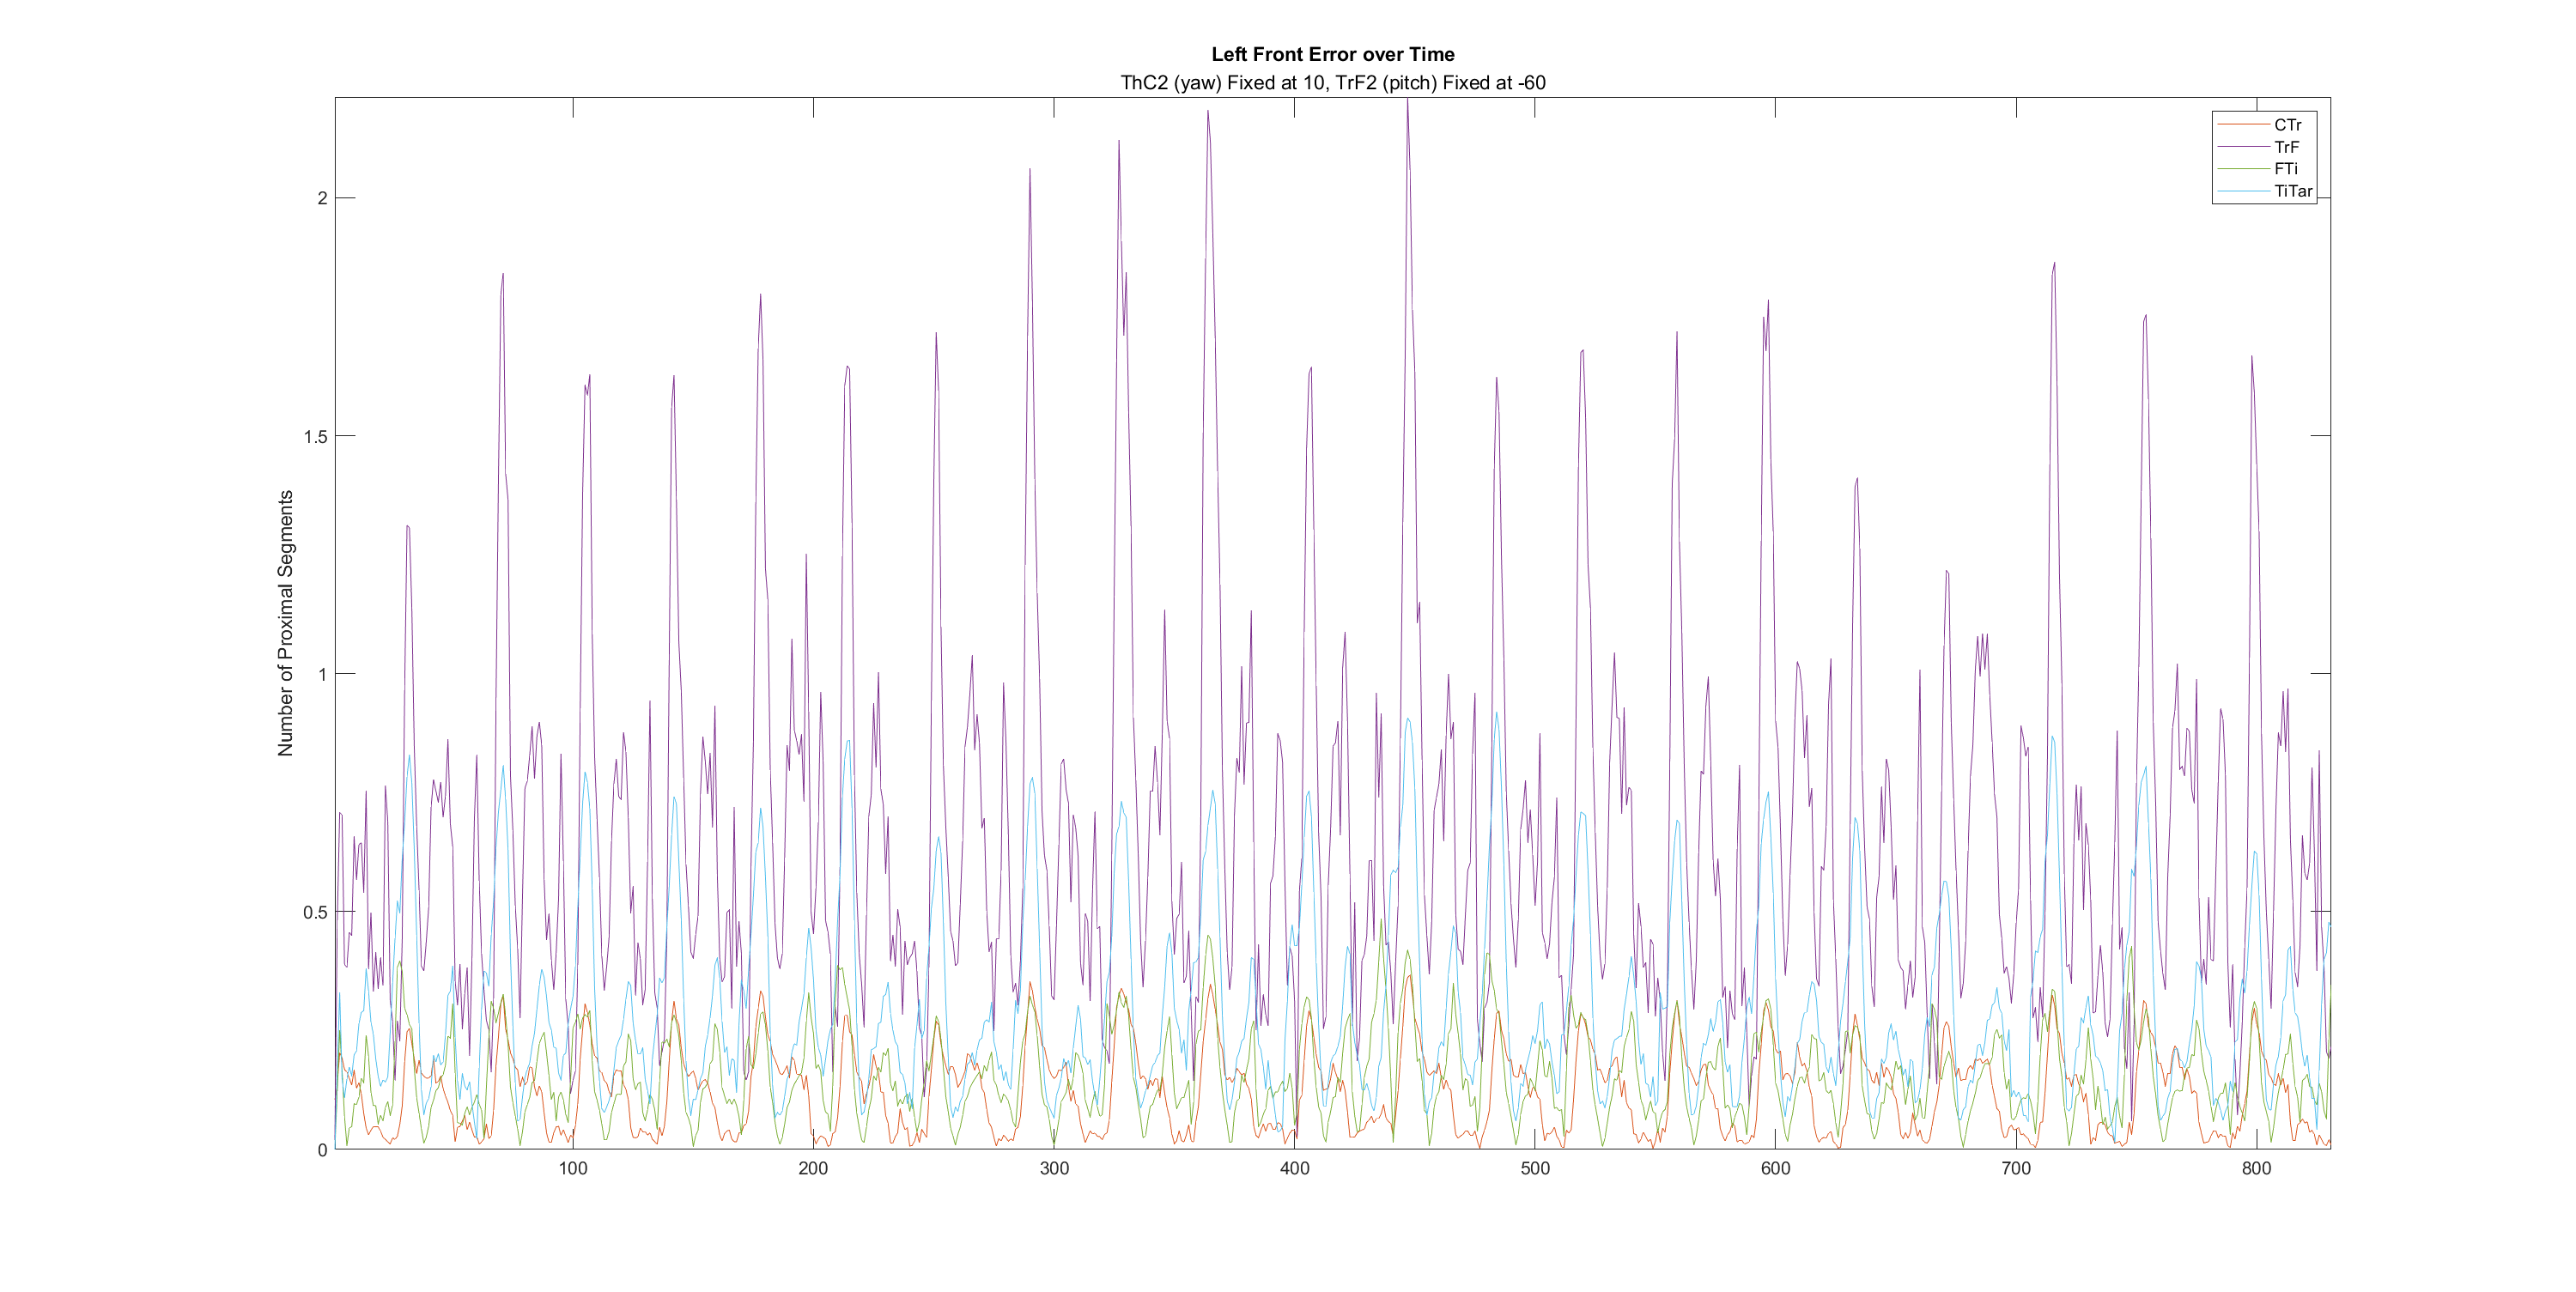 Left Front Error over Time
ThC2 (yaw) Fixed at 10, TrF2 (pitch) Fixed at -60
CTr
TrF
FTi
TiTar
Number of Proximal Segments
2
1.5
1
0.5
0
100 200 300 400 500 600 700 800